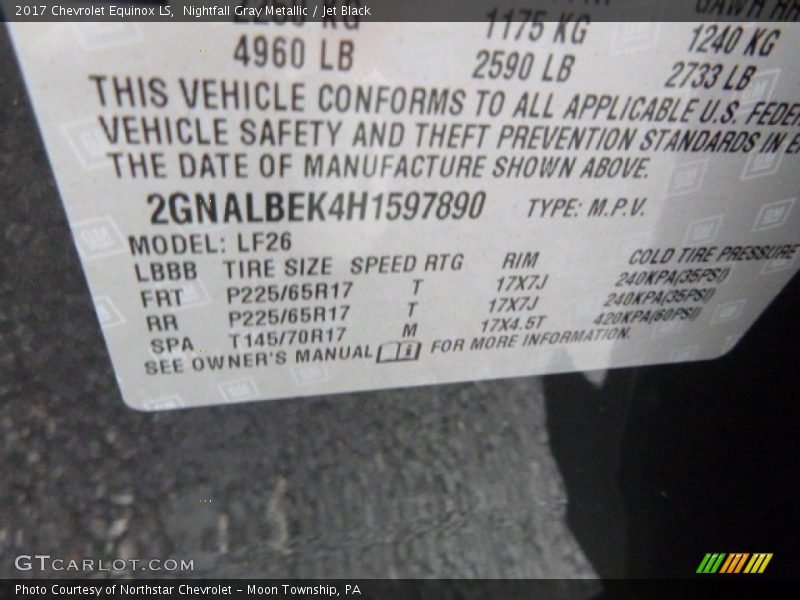 2017 Chevrolet Equinox LS,  Nightfall Gray Metallic / Jet Black
KG 1175 KG 1240 KG
4960 LB 2590 LB 2733 LB
THIS VEHICLE CONFORMS TO ALL APPLICABLE U.S. FEDER
VEHICLE SAFETY AND THEFT PREVENTION STANDARDS IN E
THE DATE OF MANUFACTURE SHOWN ABOVE.
2GNALBEK4H1597890 TYPE: M.P.V.
MODEL: LF26
LBBB TIRE SIZE SPEED RTG RIM COLD TIRE PRESSURE
FRT P225/65R17 T 17X7J 240KPA(35PSI)
RR P225/65R17 T 17X7J 240KPA(35PSI)
SPA T145/70R17 M 17X4.5T 420KPA(60PSI)
SEE OWNER'S MANUAL FOR MORE INFORMATION.
GTCARLOT.COM
Photo Courtesy of Northstar Chevrolet - Moon Township, PA